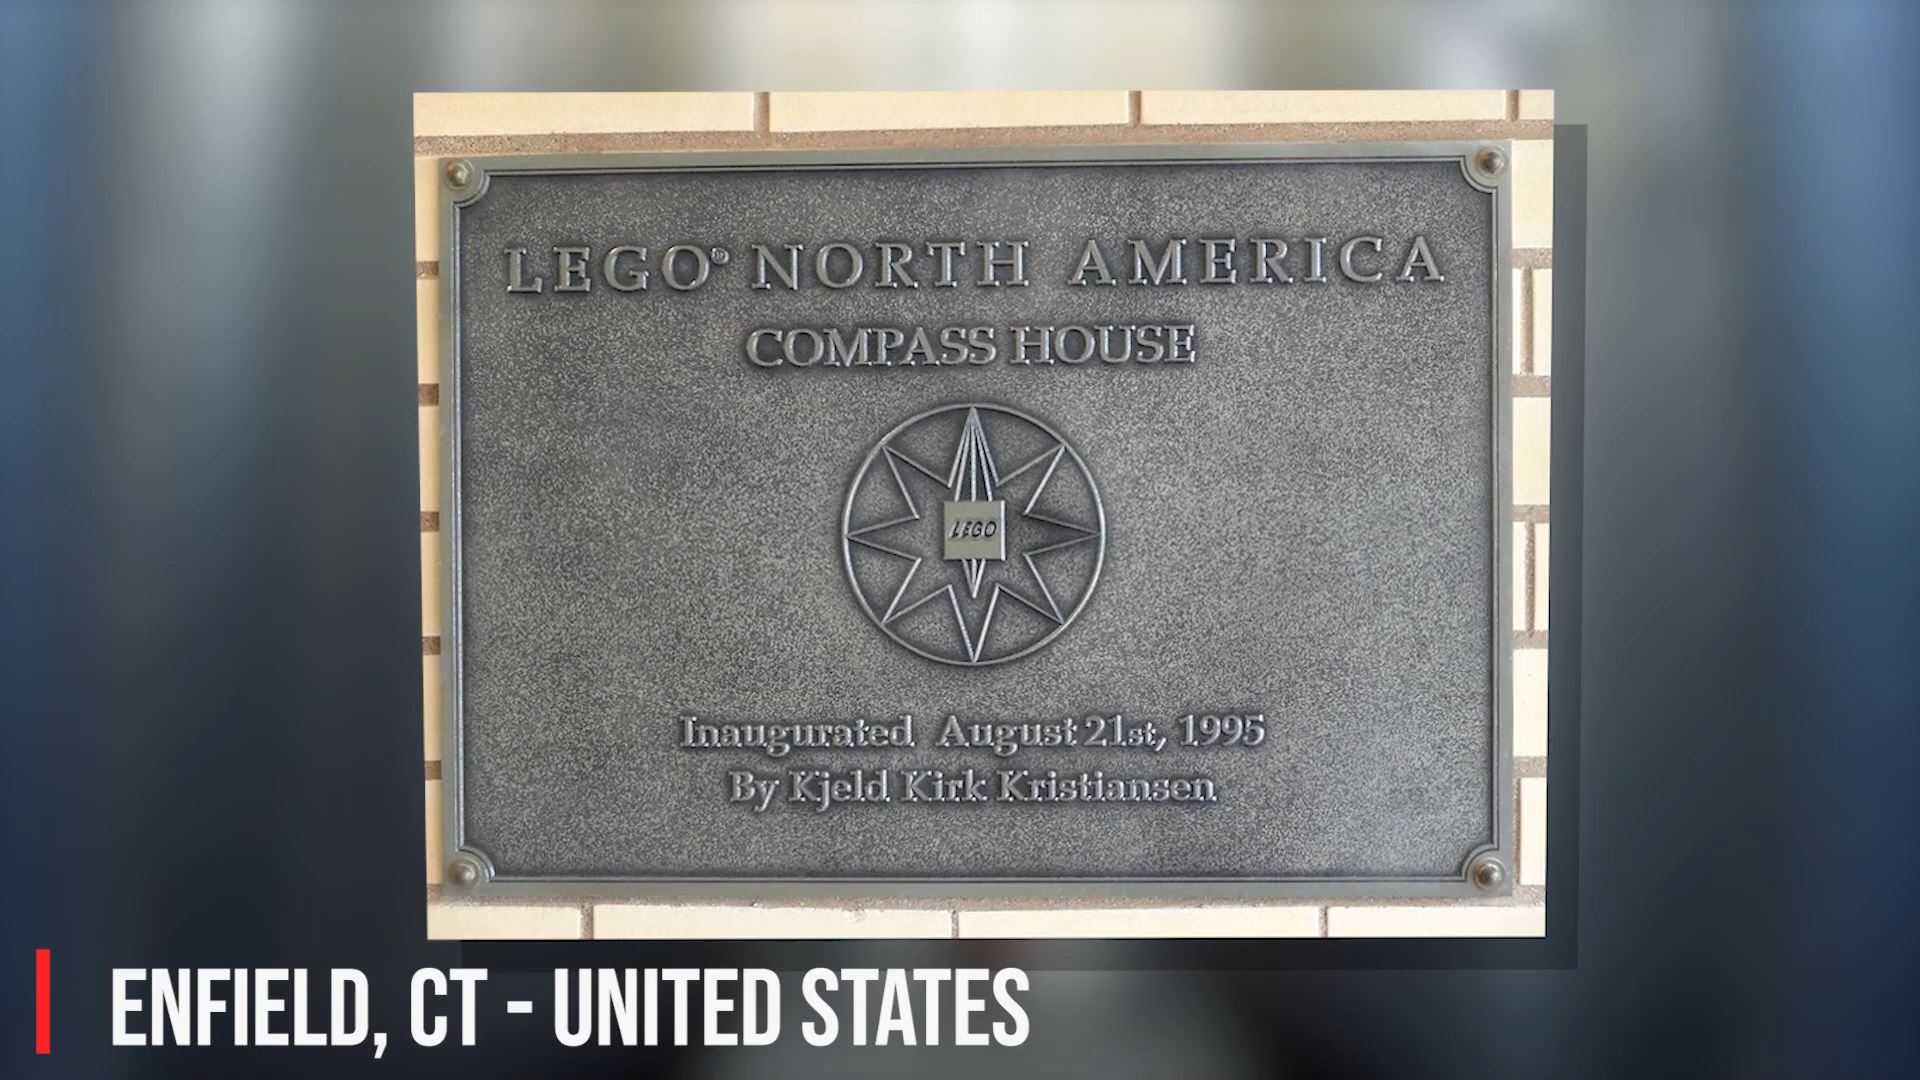 LEGO® NORTH AMERICA
COMPASS HOUSE
LEGO
Inaugurated August 21st, 1995
By Kjeld Kirk Kristiansen
ENFIELD, CT - UNITED STATES